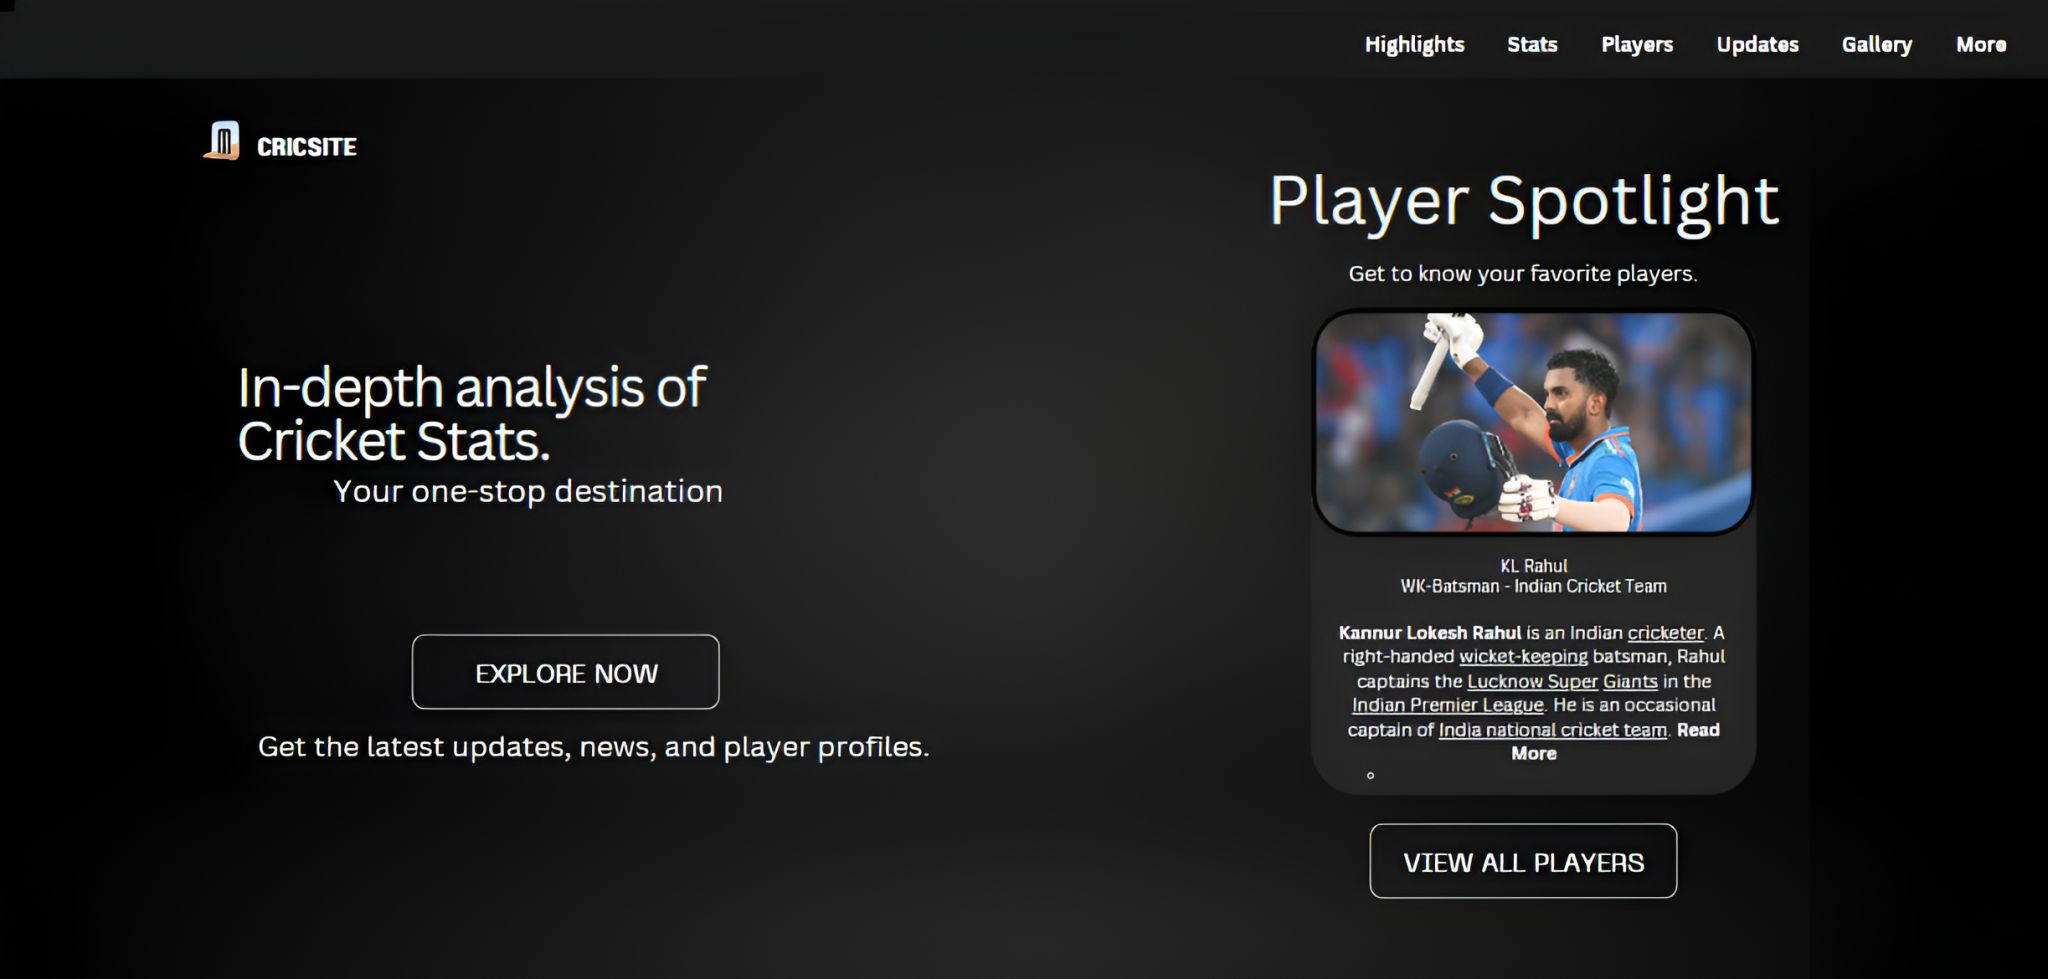 Highlights Stats Players Updates Gallery More
CRICSITE
In-depth analysis of
Cricket Stats.
Your one-stop destination
EXPLORE NOW
Get the latest updates, news, and player profiles.
Player Spotlight
Get to know your favorite players.
KL Rahul
WK-Batsman - Indian Cricket Team
Kannur Lokesh Rahul is an Indian cricketer. A
right-handed wicket-keeping batsman, Rahul
captains the Lucknow Super Giants in the
Indian Premier League. He is an occasional
captain of India national cricket team. Read
More
VIEW ALL PLAYERS